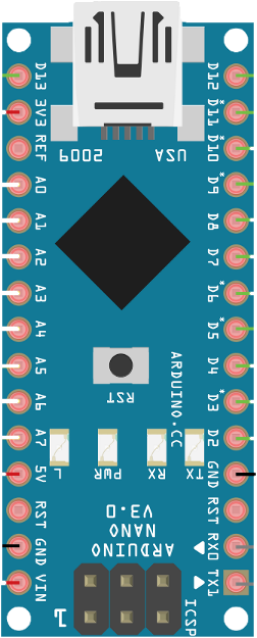 D13
3V3
REF
A0
A1
A2
A3
A4
A5
A6
A7
5V
RST
GND
VIN
2009
USA
RST
ARDUINO.CC
L
PWR
RX
TX
V3.0
NANO
ARDUINO
1
ICSP
D12
D11*
D10*
D9*
D8
D7
D6*
D5*
D4
D3*
D2
GND
RST
RX0
TX1